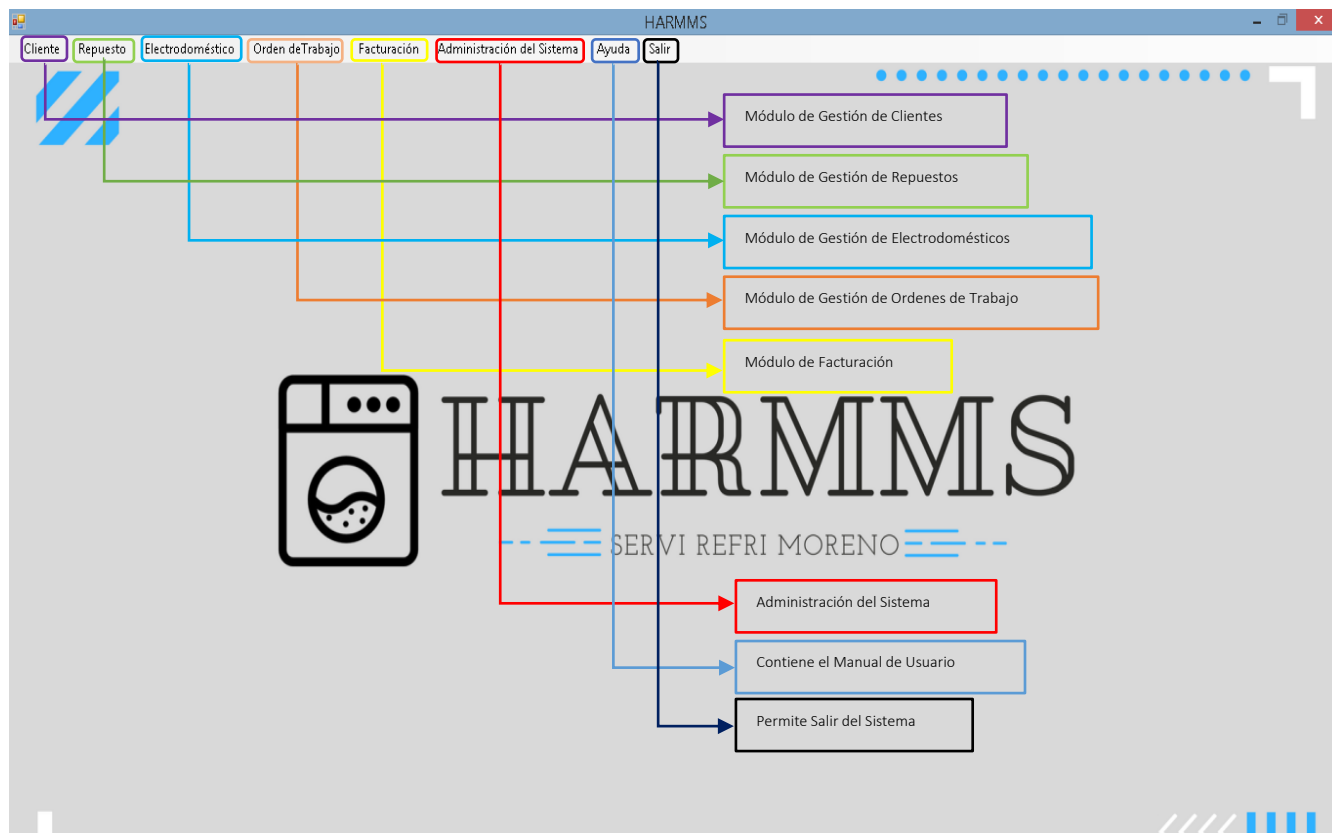 HARMMS
Cliente Repuesto Electrodoméstico Orden deTrabajo Facturación Administración del Sistema Ayuda Salir
Módulo de Gestión de Clientes
Módulo de Gestión de Repuestos
Módulo de Gestión de Electrodomésticos
Módulo de Gestión de Ordenes de Trabajo
Módulo de Facturación
HARMMS
SERVI REFRI MORENO
Administración del Sistema
Contiene el Manual de Usuario
Permite Salir del Sistema